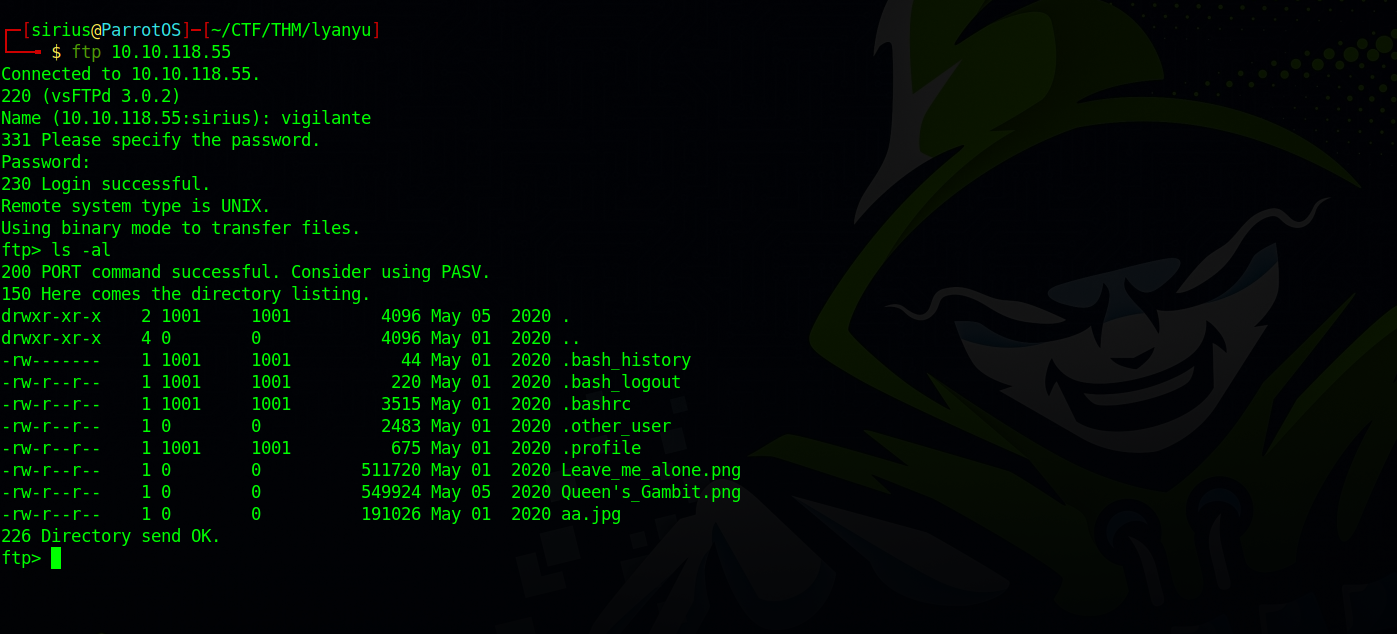 ┌─[sirius@ParrotOS]─[~/CTF/THM/lyanyu]
└──╼ $ ftp 10.10.118.55
Connected to 10.10.118.55.
220 (vsFTPd 3.0.2)
Name (10.10.118.55:sirius): vigilante
331 Please specify the password.
Password:
230 Login successful.
Remote system type is UNIX.
Using binary mode to transfer files.
ftp> ls -al
200 PORT command successful. Consider using PASV.
150 Here comes the directory listing.
drwxr-xr-x    2 1001     1001         4096 May 05  2020 .
drwxr-xr-x    4 0        0            4096 May 01  2020 ..
-rw-------    1 1001     1001           44 May 01  2020 .bash_history
-rw-r--r--    1 1001     1001          220 May 01  2020 .bash_logout
-rw-r--r--    1 1001     1001         3515 May 01  2020 .bashrc
-rw-r--r--    1 0        0            2483 May 01  2020 .other_user
-rw-r--r--    1 1001     1001          675 May 01  2020 .profile
-rw-r--r--    1 0        0          511720 May 01  2020 Leave_me_alone.png
-rw-r--r--    1 0        0          549924 May 05  2020 Queen's_Gambit.png
-rw-r--r--    1 0        0          191026 May 01  2020 aa.jpg
226 Directory send OK.
ftp>